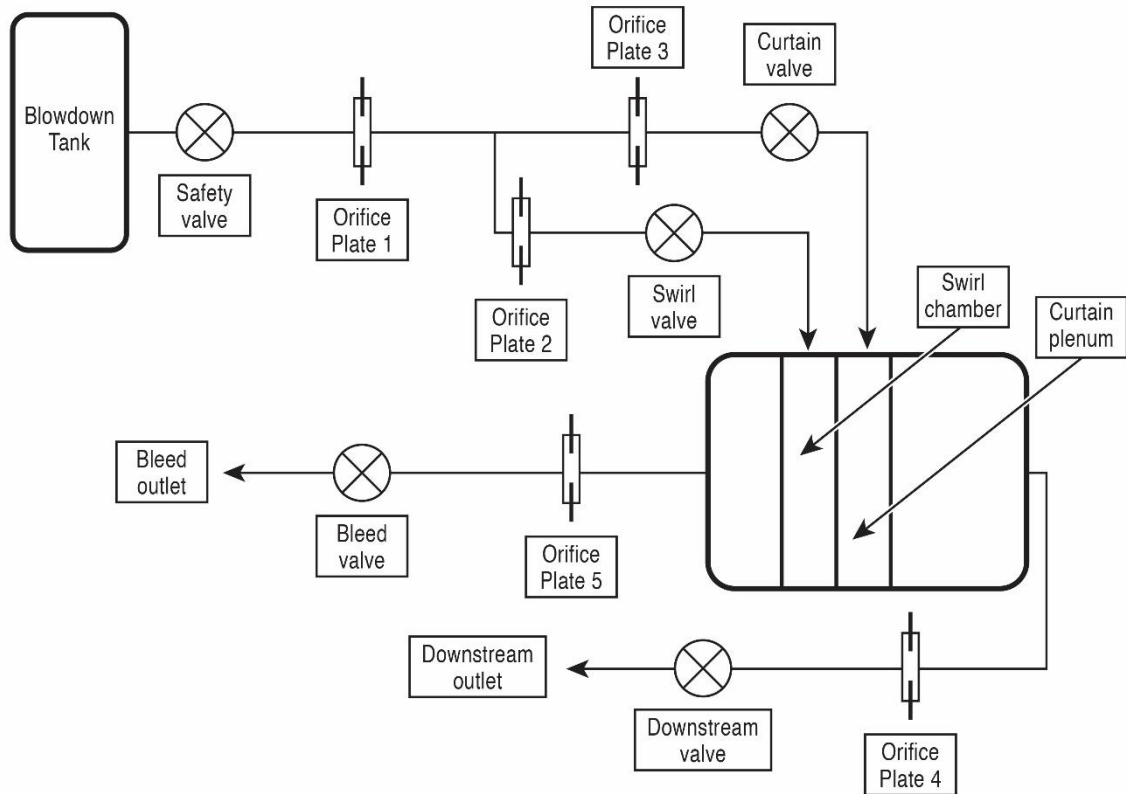 Blowdown
Tank
Safety
valve
Orifice
Plate 1
Orifice
Plate 3
Curtain
valve
Orifice
Plate 2
Swirl
valve
Swirl
chamber
Curtain
plenum
Bleed
outlet
Bleed
valve
Orifice
Plate 5
Downstream
outlet
Downstream
valve
Orifice
Plate 4